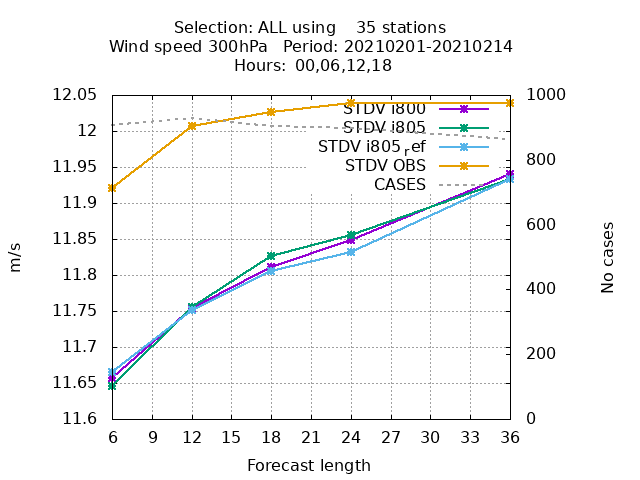 Selection: ALL using    35 stations
Wind speed 300hPa   Period: 20210201-20210214
Hours: 00,06,12,18
12.05
12
11.95
11.9
11.85
11.8
11.75
11.7
11.65
11.6
m/s
1000
800
600
400
200
0
No cases
STDV i800
STDV i805
STDV i805ref
STDV OBS
CASES
6 9 12 15 18 21 24 27 30 33 36
Forecast length